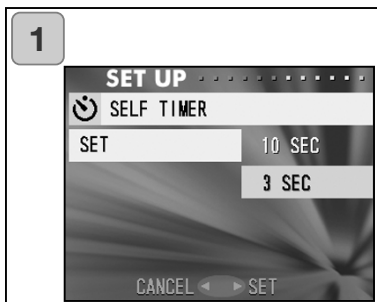 1
SET UP
SELF TIMER
SET 10 SEC
3 SEC
CANCEL SET